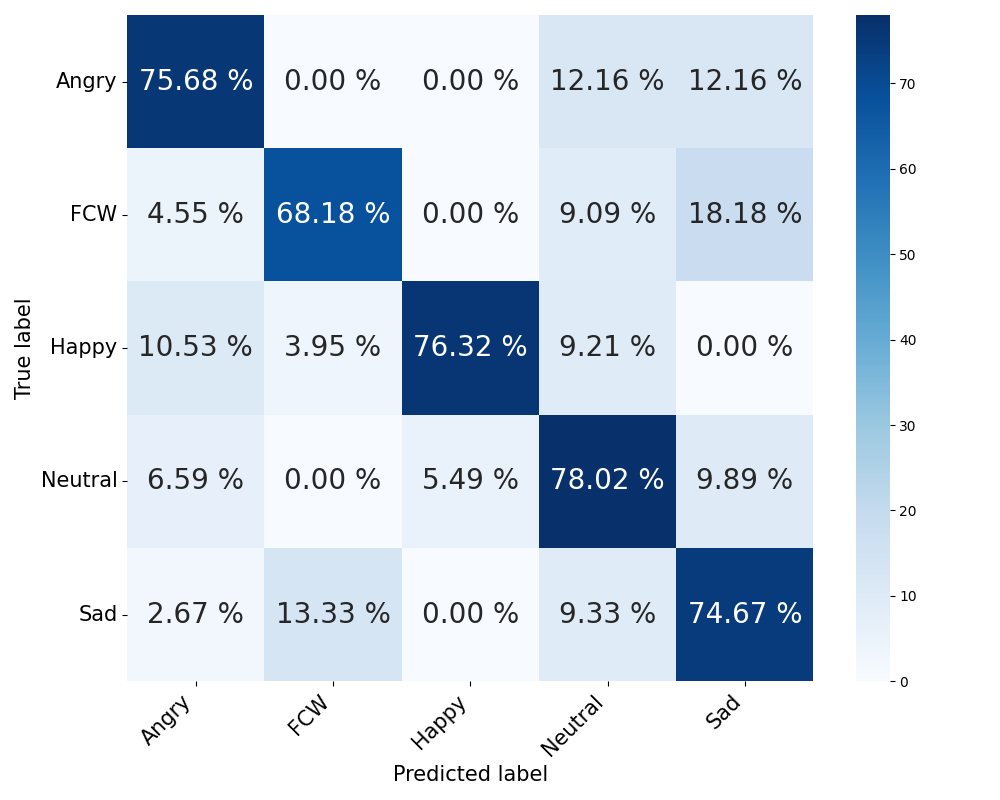 Angry 75.68 % 0.00 % 0.00 % 12.16 % 12.16 %
FCW 4.55 % 68.18 % 0.00 % 9.09 % 18.18 %
Happy 10.53 % 3.95 % 76.32 % 9.21 % 0.00 %
Neutral 6.59 % 0.00 % 5.49 % 78.02 % 9.89 %
Sad 2.67 % 13.33 % 0.00 % 9.33 % 74.67 %
True label
Angry FCW Happy Neutral Sad
Predicted label
70
60
50
40
30
20
10
0